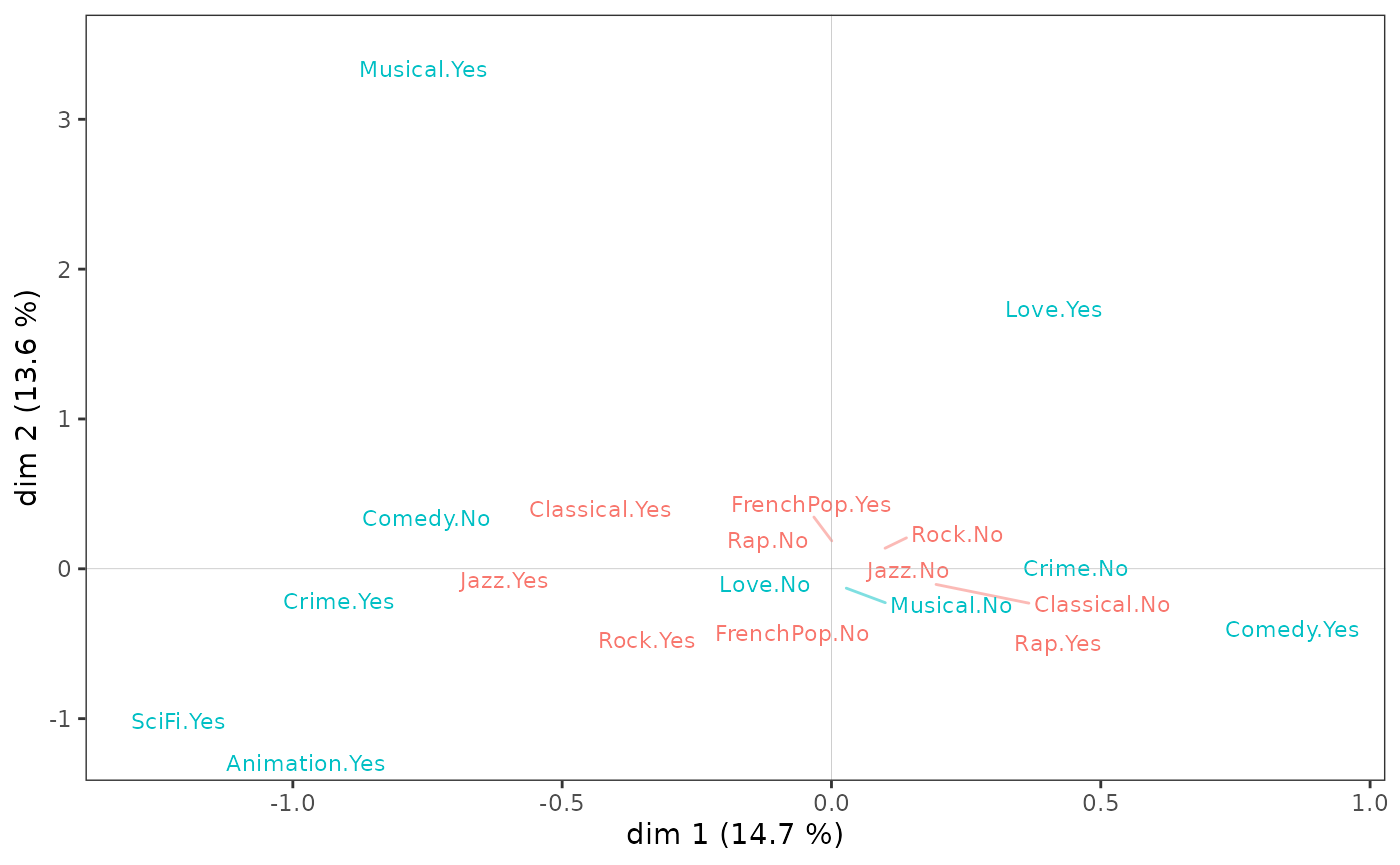 Musical.Yes
3
2
Love.Yes
1
FrenchPop.Yes
Classical.Yes
Comedy.No
Rock.No
Rap.No
0
Crime.No
Jazz.No
Jazz.Yes
Love.No
Crime.Yes
Classical.No
Musical.No
Comedy.Yes
FrenchPop.No
Rock.Yes
Rap.Yes
-1
SciFi.Yes
Animation.Yes
-1.0
-0.5
0.0
0.5
1.0
dim 1 (14.7 %)
dim 2 (13.6 %)